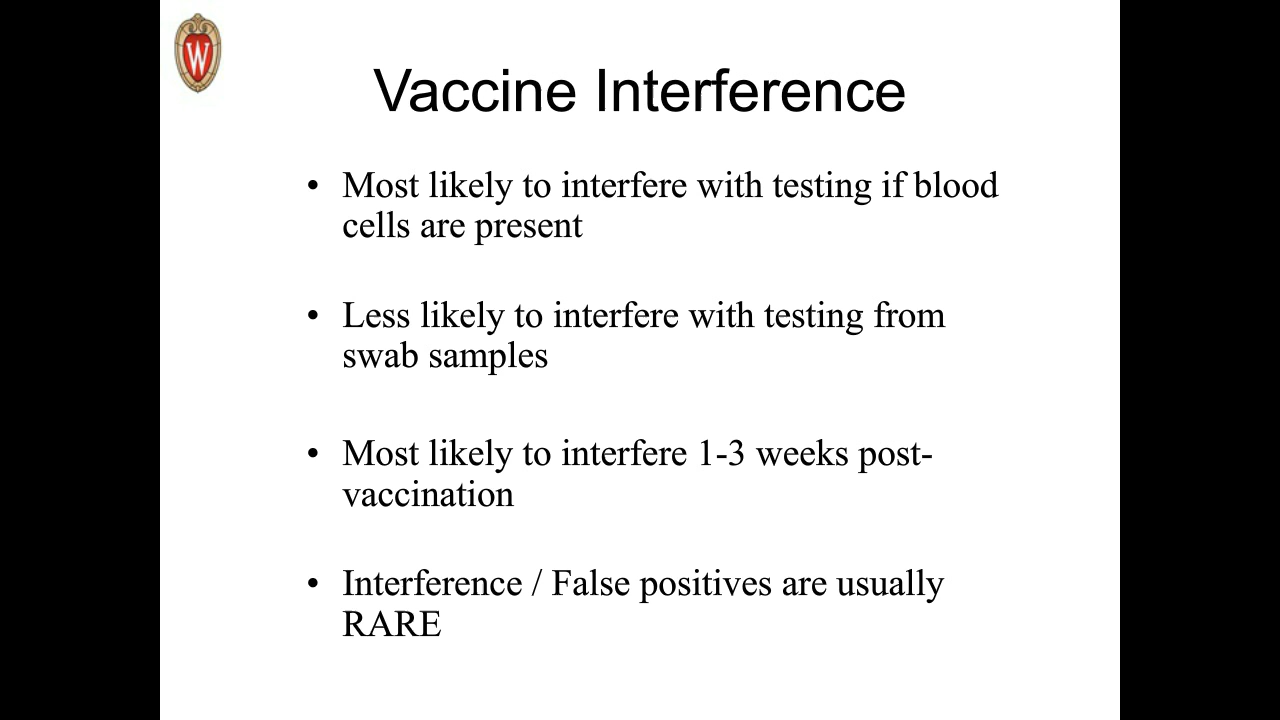 W
Vaccine Interference
• Most likely to interfere with testing if blood
cells are present
• Less likely to interfere with testing from
swab samples
• Most likely to interfere 1-3 weeks post-
vaccination
• Interference / False positives are usually
RARE